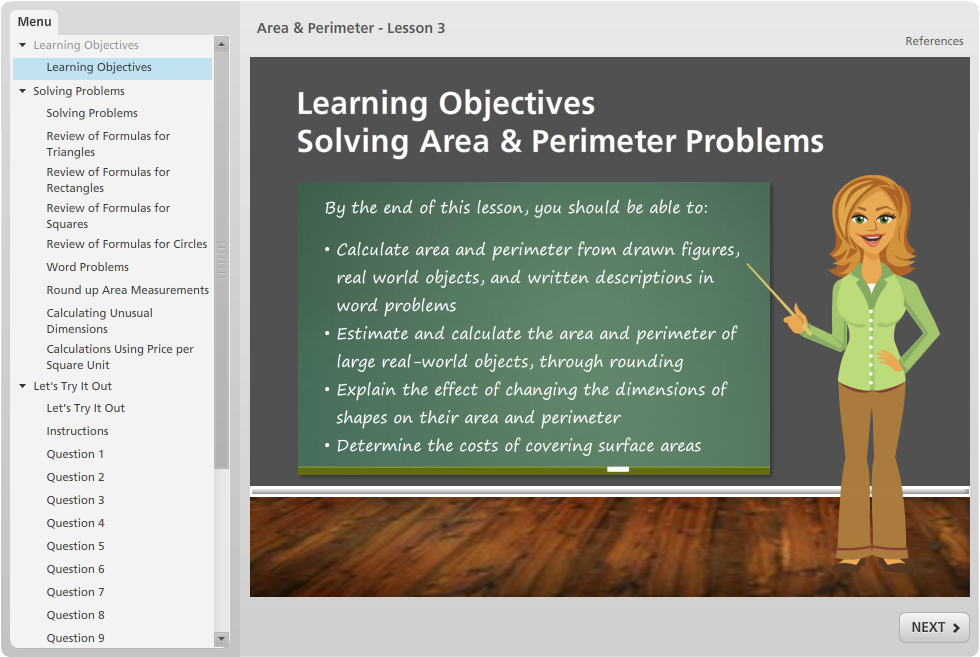 Menu
Learning Objectives
Learning Objectives
Solving Problems
Solving Problems
Review of Formulas for
Triangles
Review of Formulas for
Rectangles
Review of Formulas for
Squares
Review of Formulas for Circles
Word Problems
Round up Area Measurements
Calculating Unusual
Dimensions
Calculations Using Price per
Square Unit
Let's Try It Out
Let's Try It Out
Instructions
Question 1
Question 2
Question 3
Question 4
Question 5
Question 6
Question 7
Question 8
Question 9
Area & Perimeter - Lesson 3
References
Learning Objectives
Solving Area & Perimeter Problems
By the end of this lesson, you should be able to:
• Calculate area and perimeter from drawn figures,
real world objects, and written descriptions in
word problems
• Estimate and calculate the area and perimeter of
large real-world objects, through rounding
• Explain the effect of changing the dimensions of
shapes on their area and perimeter
• Determine the costs of covering surface areas
NEXT